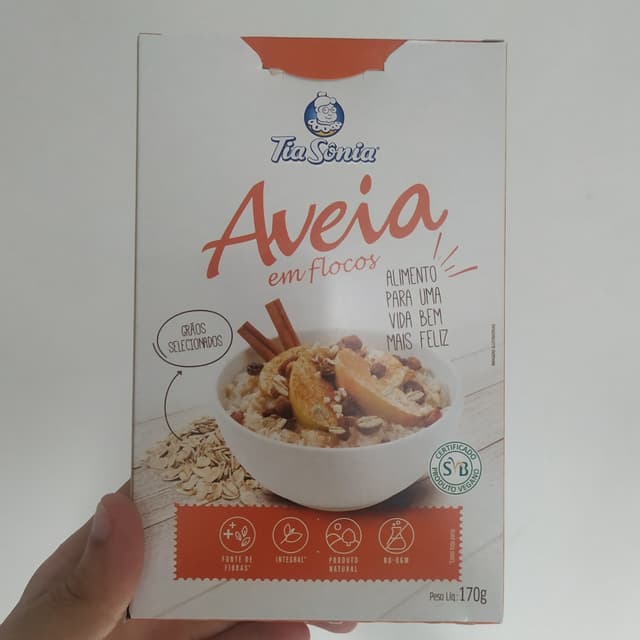 Tia Sônia
Aveia
em flocos
ALIMENTO
PARA UMA
VIDA BEM
MAIS FELIZ
GRÃOS
SELECIONADOS
CERTIFICADO
SVB
PRODUTO VEGANO
FONTE DE
FIBRAS*
INTEGRAL*
PRODUTO
NATURAL
NÃO-OGM
Peso Líq.: 170g